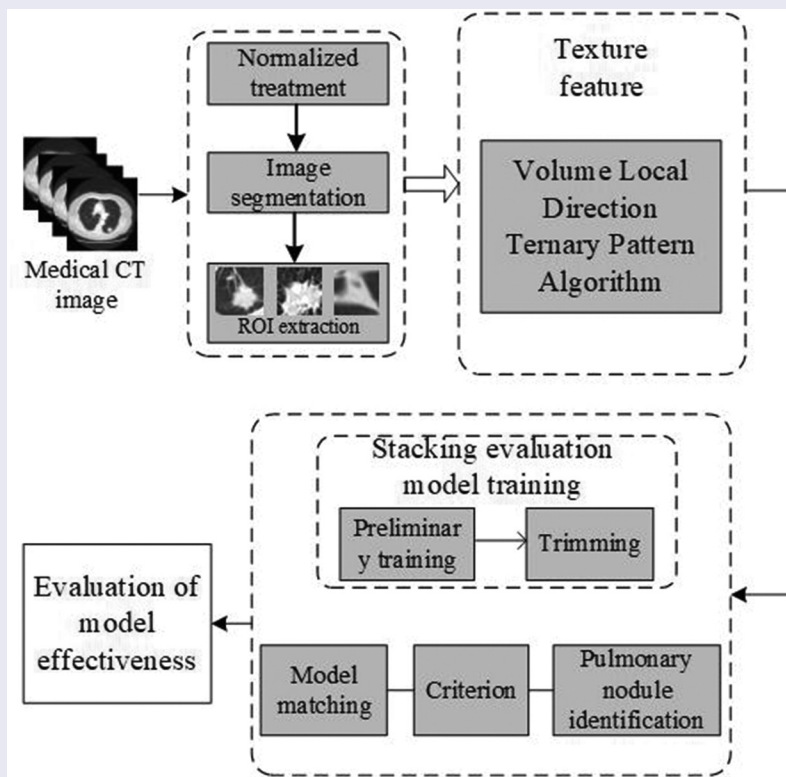 Medical CT
image
Normalized
treatment
Image
segmentation
ROI extraction
Texture
feature
Volume Local
Direction
Ternary Pattern
Algorithm
Stacking evaluation
model training
Preliminar
y training
Trimming
Model
matching
Criterion
Pulmonary
nodule
identification
Evaluation of
model
effectiveness